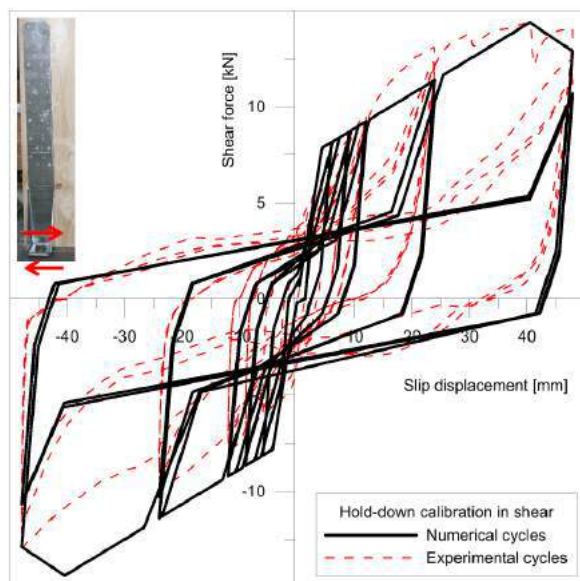 Shear force [kN]
10
5
0
-40 -30 -20 -10 10 20 30 40
Slip displacement [mm]
-10
Hold-down calibration in shear
Numerical cycles
Experimental cycles